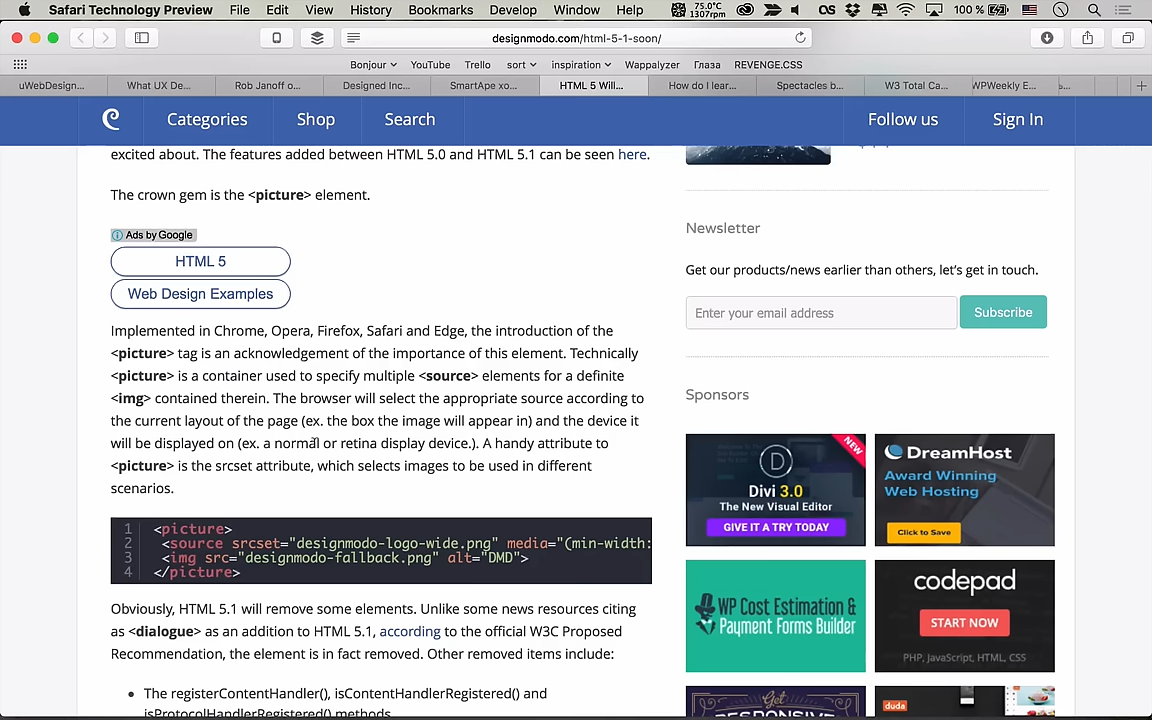 Safari Technology Preview File Edit View History Bookmarks Develop Window Help 75.0°C 1307rpm 100 %
designmodo.com/html-5-1-soon/
Bonjour YouTube Trello sort inspiration Wappalyzer Глаза REVENGE.CSS
uWebDesign... What UX De... Rob Janoff o... Designed Inc... SmartApe хо... HTML 5 Will... How do I lear... Spectacles b... W3 Total Ca... WPWeekly E...
Categories Shop Search Follow us Sign In
excited about. The features added between HTML 5.0 and HTML 5.1 can be seen here.
The crown gem is the <picture> element.
Ads by Google
HTML 5
Web Design Examples
Implemented in Chrome, Opera, Firefox, Safari and Edge, the introduction of the
<picture> tag is an acknowledgement of the importance of this element. Technically
<picture> is a container used to specify multiple <source> elements for a definite
<img> contained therein. The browser will select the appropriate source according to
the current layout of the page (ex. the box the image will appear in) and the device it
will be displayed on (ex. a normal or retina display device.). A handy attribute to
<picture> is the srcset attribute, which selects images to be used in different
scenarios.
1 <picture>
2 <source srcset="designmodo-logo-wide.png" media="(min-width:
3 <img src="designmodo-fallback.png" alt="DMD">
4 </picture>
Obviously, HTML 5.1 will remove some elements. Unlike some news resources citing
as <dialogue> as an addition to HTML 5.1, according to the official W3C Proposed
Recommendation, the element is in fact removed. Other removed items include:
• The registerContentHandler(), isContentHandlerRegistered() and
isProtocolHandlerRegistered() methods
Newsletter
Get our products/news earlier than others, let's get in touch.
Enter your email address Subscribe
Sponsors
NEW
D
Divi 3.0
The New Visual Editor
GIVE IT A TRY TODAY
DreamHost
Award Winning
Web Hosting
Click to Save
WP Cost Estimation &
Payment Forms Builder
codepad
START NOW
PHP, JavaScript, HTML, CSS
Get
RESPONSIVE
duda